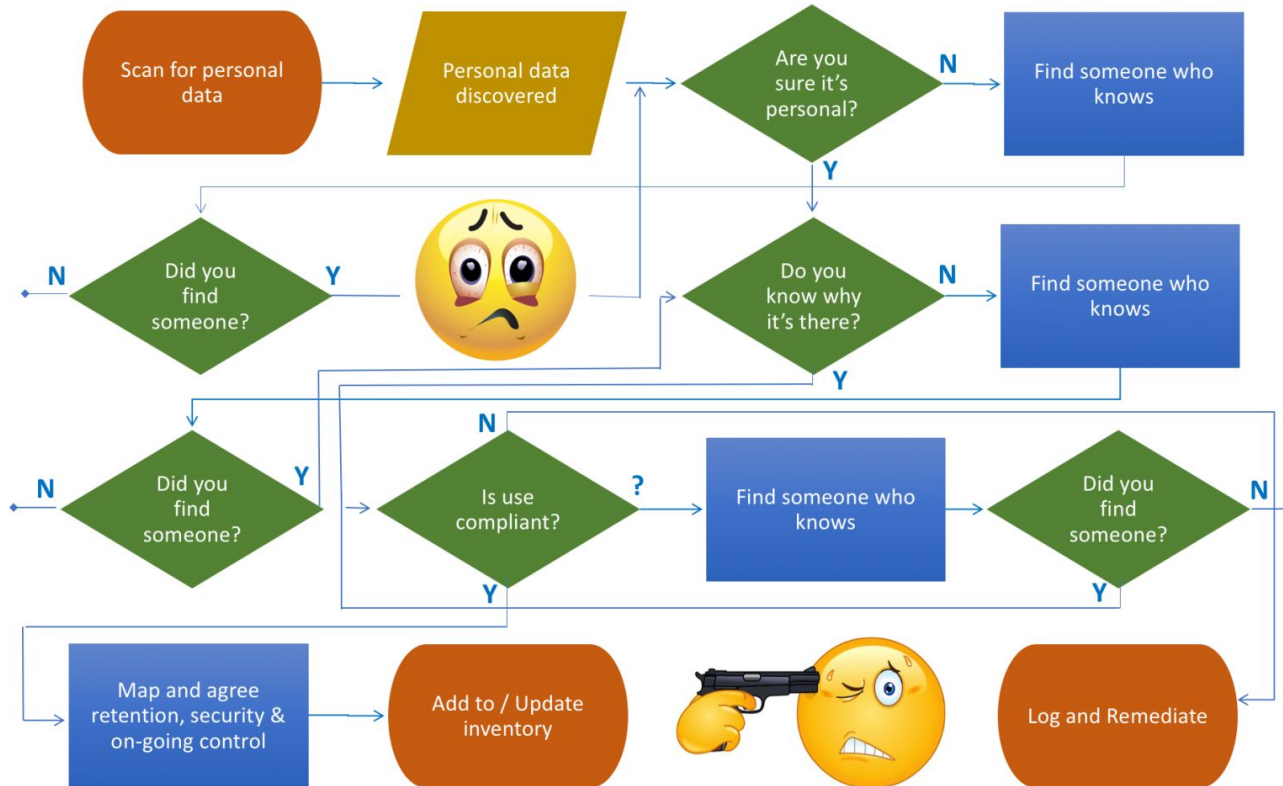 Scan for personal
data
Personal data
discovered
Are you
sure it's
personal?
N
Find someone who
knows
Y
N
Did you
find
someone?
Y
Do you
know why
it's there?
N
Find someone who
knows
Y
N
Did you
find
someone?
Y
N
Is use
compliant?
?
Find someone who
knows
Did you
find
someone?
N
Y
Y
Map and agree
retention, security &
on-going control
Add to / Update
inventory
Log and Remediate